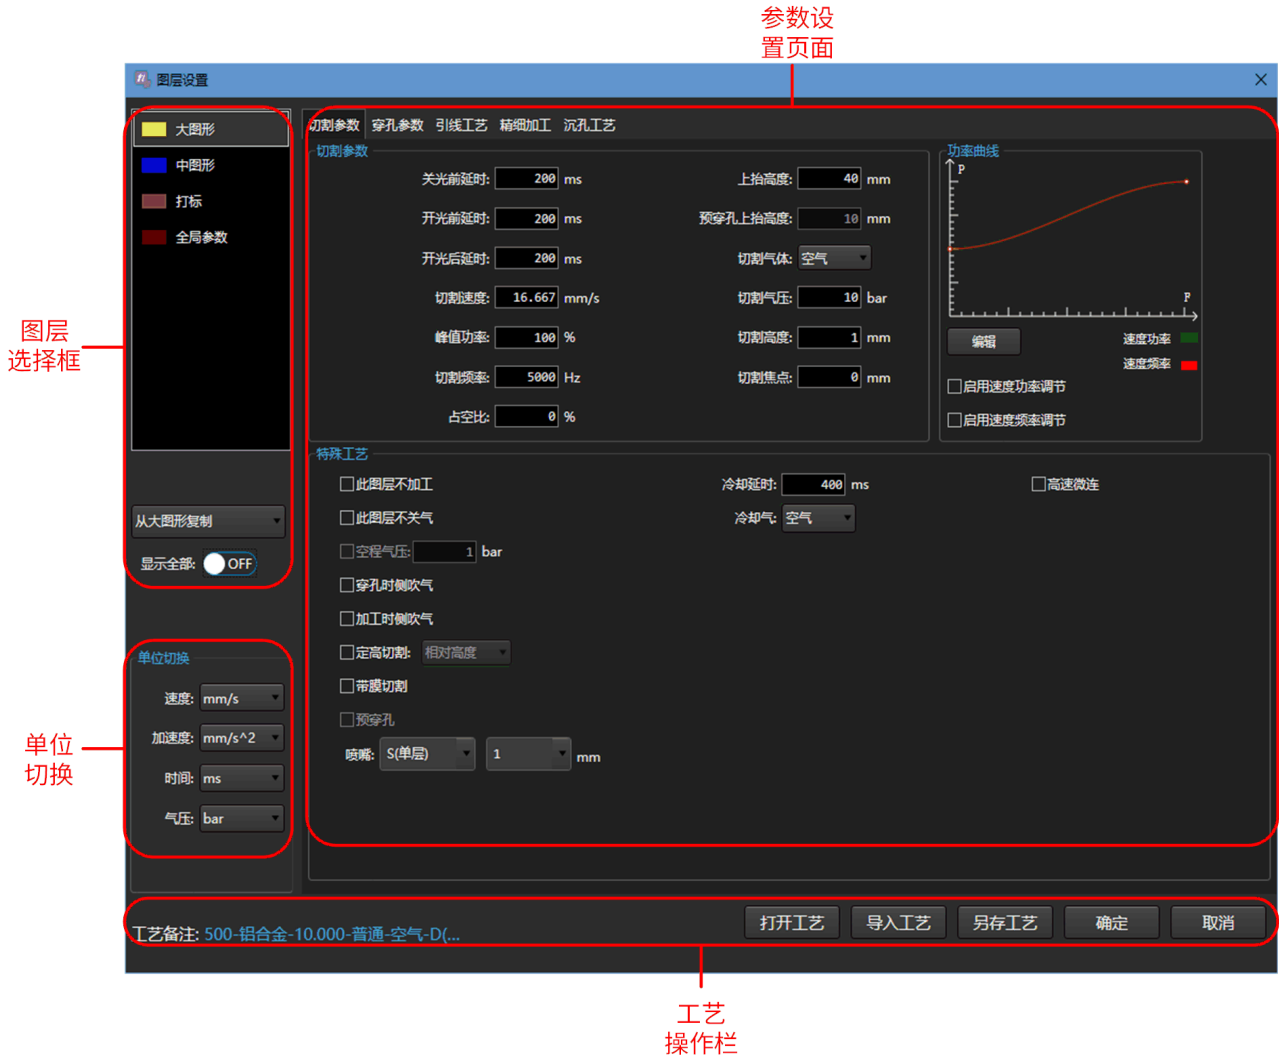 参数设
置页面
图层设置
大图形
中图形
打标
全局参数
图层
选择框
从大图形复制
显示全部: OFF
单位切换
速度: mm/s
加速度: mm/s^2
时间: ms
气压: bar
单位
切换
切割参数 穿孔参数 引线工艺 精细加工 沉孔工艺
切割参数
关光前延时: 200 ms
开光前延时: 200 ms
开光后延时: 200 ms
切割速度: 16.667 mm/s
峰值功率: 100 %
切割频率: 5000 Hz
占空比: 0 %
上抬高度: 40 mm
预穿孔上抬高度: 10 mm
切割气体: 空气
切割气压: 10 bar
切割高度: 1 mm
切割焦点: 0 mm
功率曲线
P
P
编辑
速度功率
速度频率
启用速度功率调节
启用速度频率调节
特殊工艺
此图层不加工
此图层不关气
空程气压: 1 bar
穿孔时侧吹气
加工时侧吹气
定高切割: 相对高度
带膜切割
预穿孔
喷嘴: S(单层) 1 mm
冷却延时: 400 ms
冷却气: 空气
高速微连
工艺备注: 500-铝合金-10.000-普通-空气-D(...
打开工艺 导入工艺 另存工艺 确定 取消
工艺
操作栏